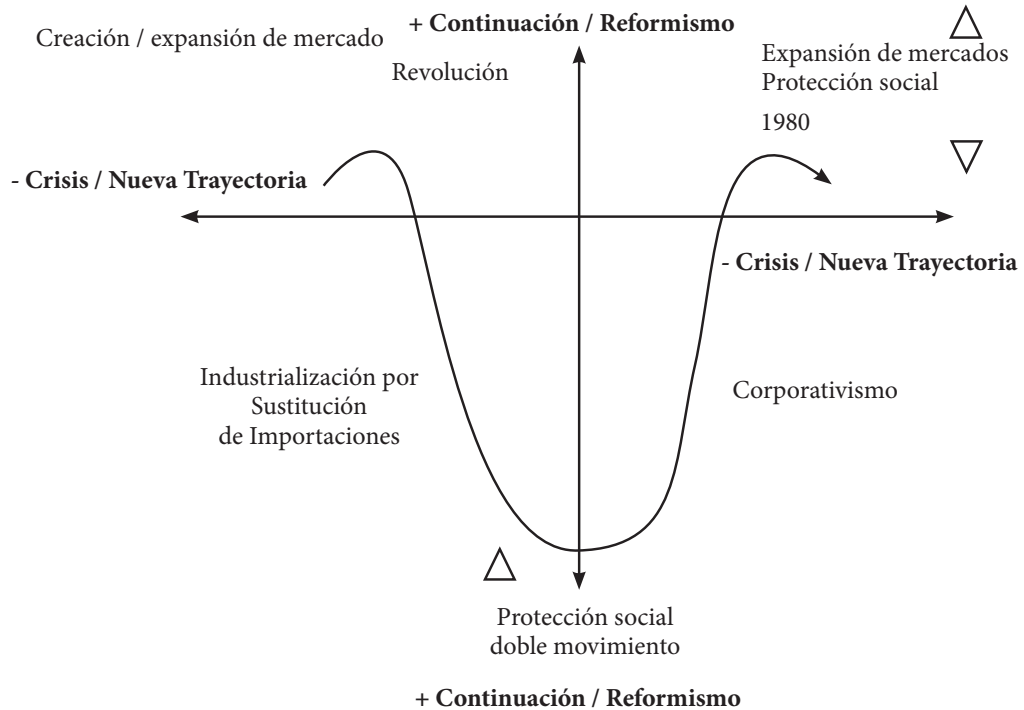 + Continuación / Reformismo
Creación / expansión de mercado
Revolución
Expansión de mercados
Protección social
1980
- Crisis / Nueva Trayectoria
- Crisis / Nueva Trayectoria
Industrialización por
Sustitución
de Importaciones
Corporativismo
Protección social
doble movimiento
+ Continuación / Reformismo